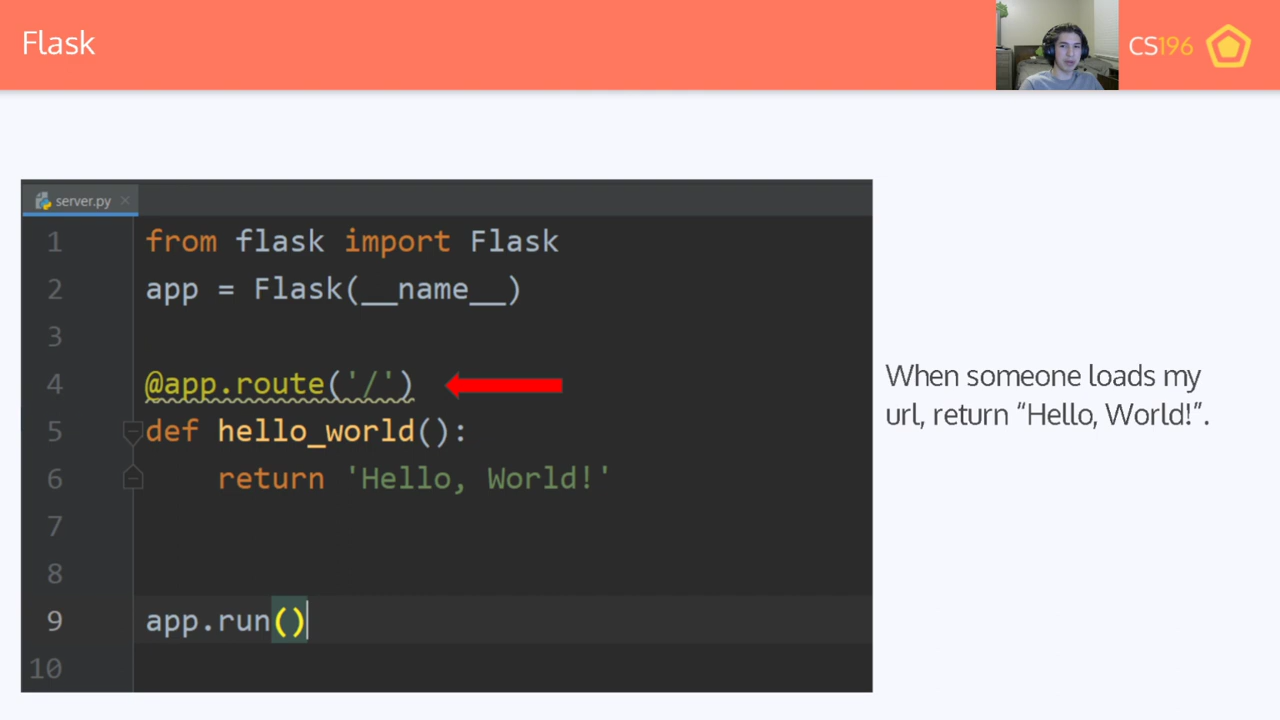 Flask
CS196
server.py
1 from flask import Flask
2 app = Flask(__name__)
3
4 @app.route('/')
5 def hello_world():
6     return 'Hello, World!'
7
8
9 app.run()
10
When someone loads my
url, return “Hello, World!”.